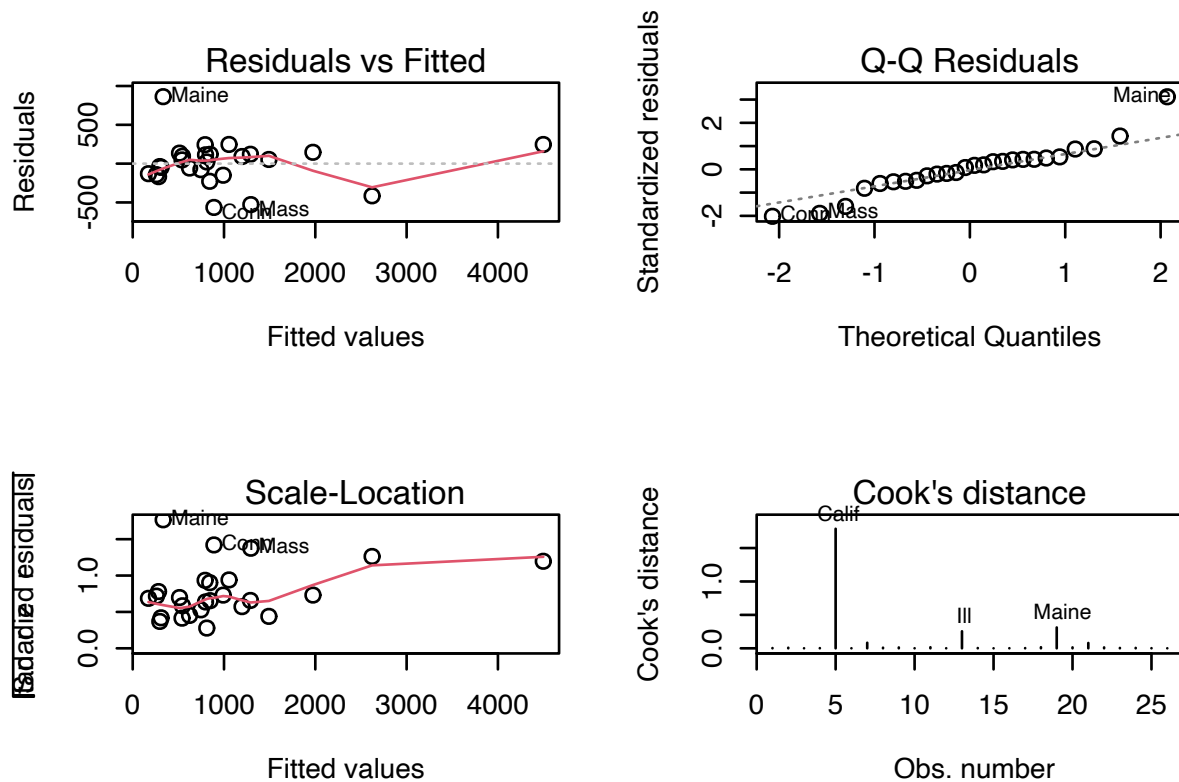 Residuals vs Fitted
Residuals
-500
500
Maine
Conn
Mass
0 1000 2000 3000 4000
Fitted values
Q-Q Residuals
Standardized residuals
-2
0
2
Maine
Conn
Mass
-2 -1 0 1 2
Theoretical Quantiles
Scale-Location
0.0
1.0
Maine
Conn
Mass
0 1000 2000 3000 4000
Fitted values
Cook's distance
Cook's distance
0.0
1.0
Calif
Ill
Maine
0 5 10 15 20 25
Obs. number